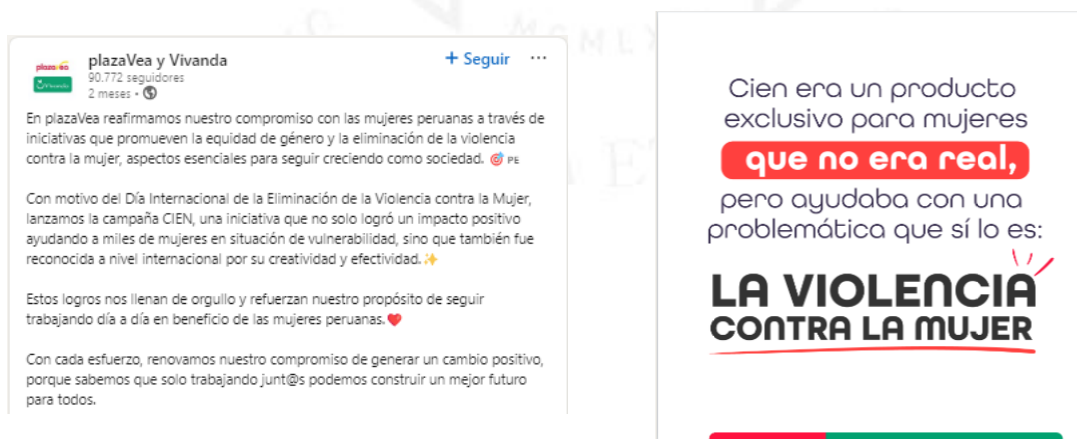 MGMLX
plazaVea y Vivanda
+ Seguir ...
plazavea
Vivanda
90.772 seguidores
2 meses •
En plazaVea reafirmamos nuestro compromiso con las mujeres peruanas a través de
iniciativas que promueven la equidad de género y la eliminación de la violencia
contra la mujer, aspectos esenciales para seguir creciendo como sociedad. 🎯 PE
Con motivo del Día Internacional de la Eliminación de la Violencia contra la Mujer,
lanzamos la campaña CIEN, una iniciativa que no solo logró un impacto positivo
ayudando a miles de mujeres en situación de vulnerabilidad, sino que también fue
reconocida a nivel internacional por su creatividad y efectividad.✨
Estos logros nos llenan de orgullo y refuerzan nuestro propósito de seguir
trabajando día a día en beneficio de las mujeres peruanas.❤️
Con cada esfuerzo, renovamos nuestro compromiso de generar un cambio positivo,
porque sabemos que solo trabajando junt@s podemos construir un mejor futuro
para todos.
Cien era un producto
exclusivo para mujeres
que no era real,
pero ayudaba con una
problemática que sí lo es:
LA VIOLENCIA
CONTRA LA MUJER